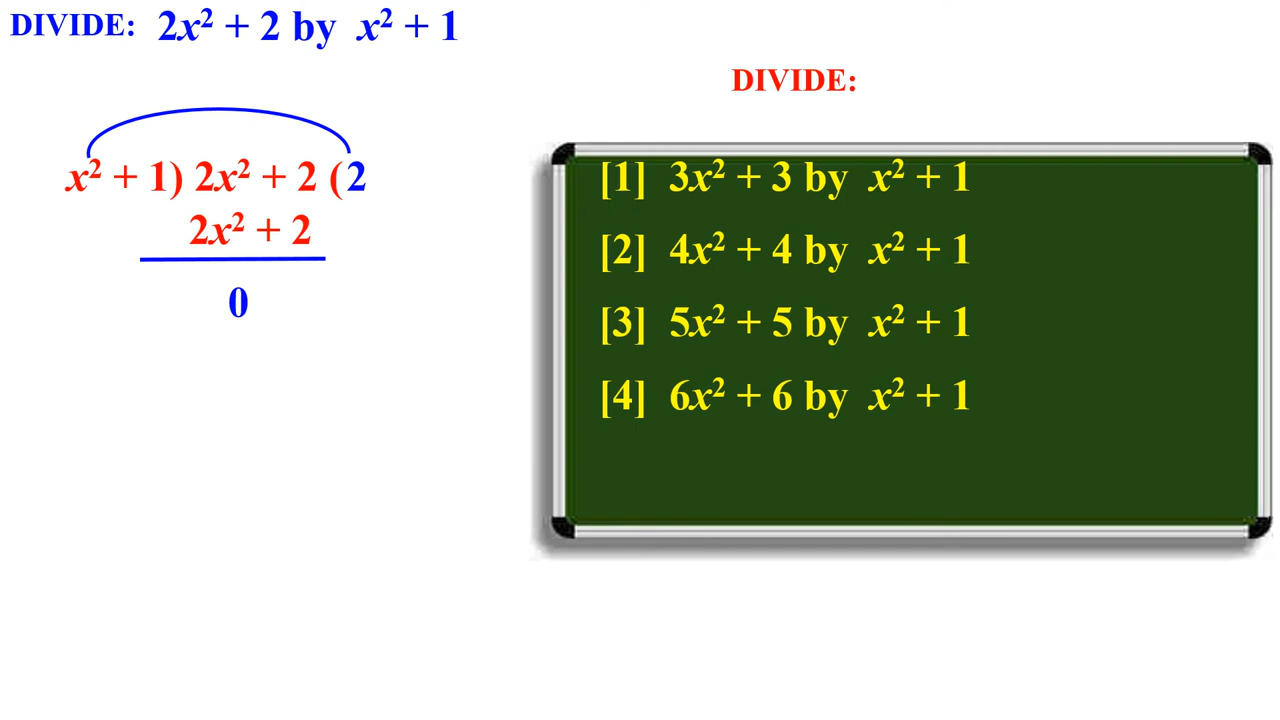 DIVIDE: 2x² + 2 by x² + 1
x² + 1) 2x² + 2 (2
2x² + 2
0
DIVIDE:
[1] 3x² + 3 by x² + 1
[2] 4x² + 4 by x² + 1
[3] 5x² + 5 by x² + 1
[4] 6x² + 6 by x² + 1